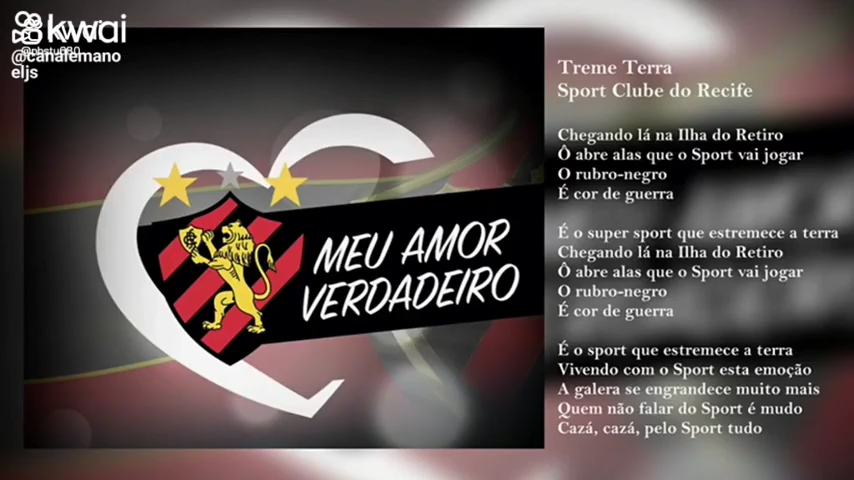 kwai
@canalemano
eljs
MEU AMOR
VERDADEIRO
Treme Terra
Sport Clube do Recife
Chegando lá na Ilha do Retiro
Ô abre alas que o Sport vai jogar
O rubro-negro
É cor de guerra
É o super sport que estremece a terra
Chegando lá na Ilha do Retiro
Ô abre alas que o Sport vai jogar
O rubro-negro
É cor de guerra
É o sport que estremece a terra
Vivendo com o Sport esta emoção
A galera se engrandece muito mais
Quem não falar do Sport é mudo
Cazá, cazá, pelo Sport tudo